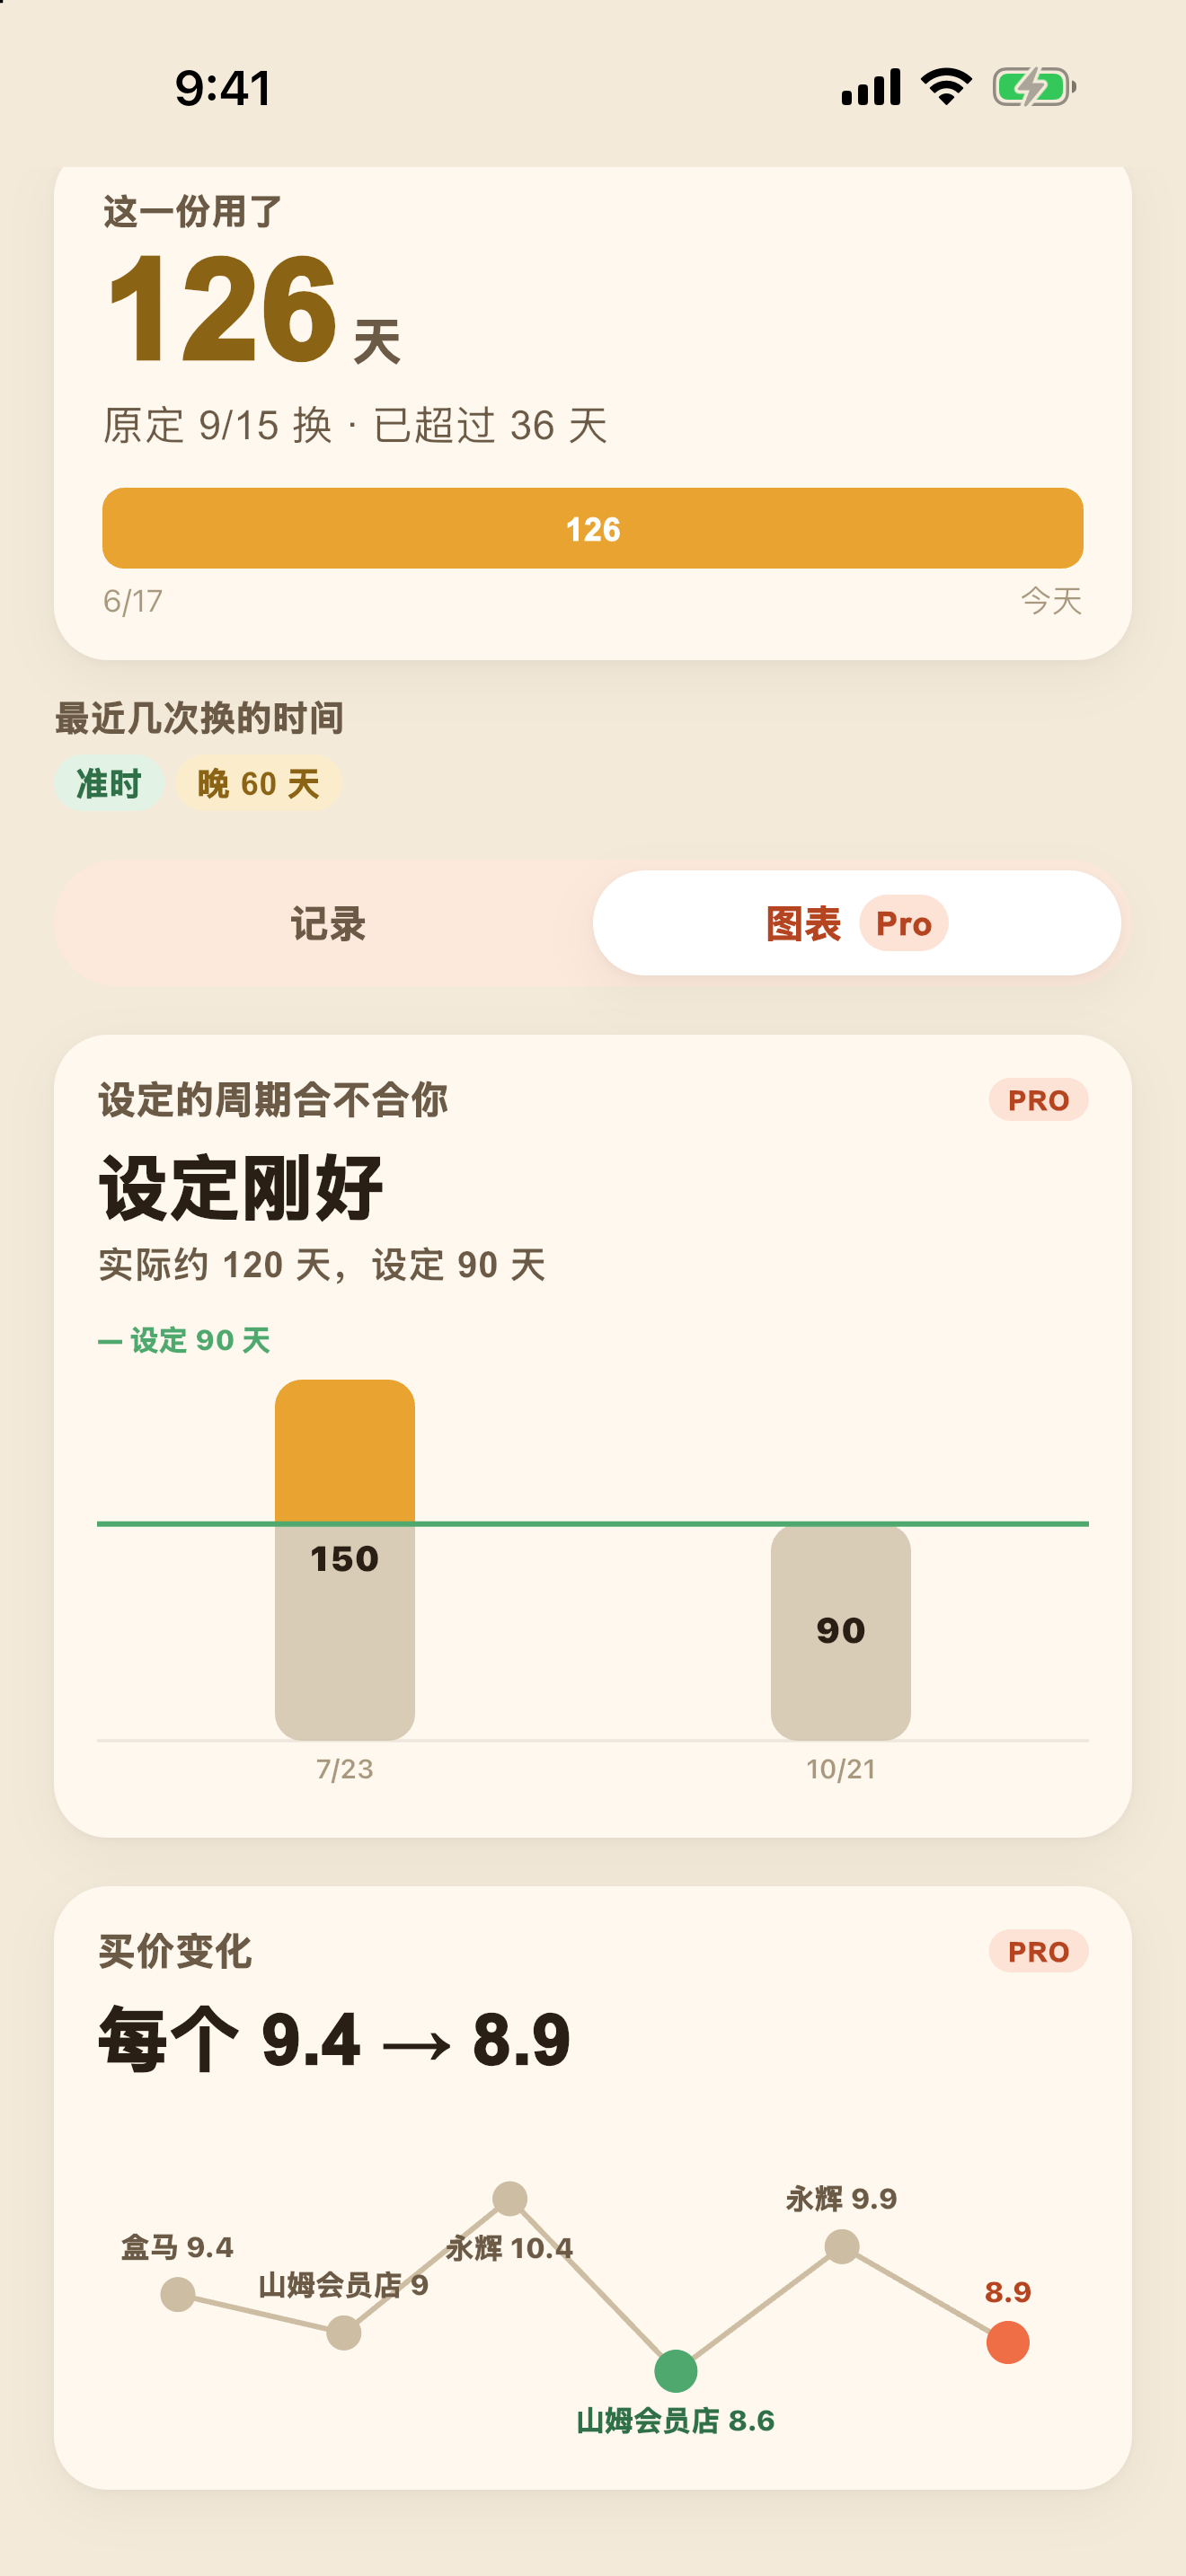 9:41
这一份用了
126 天
原定 9/15 换 · 已超过 36 天
126
6/17 今天
最近几次换的时间
准时 晚 60 天
记录 图表 Pro
设定的周期合不合你 PRO
设定刚好
实际约 120 天，设定 90 天
设定 90 天
150
90
7/23 10/21
买价变化 PRO
每个 9.4 → 8.9
永辉 9.9
盒马 9.4
永辉 10.4
山姆会员店 9
8.9
山姆会员店 8.6